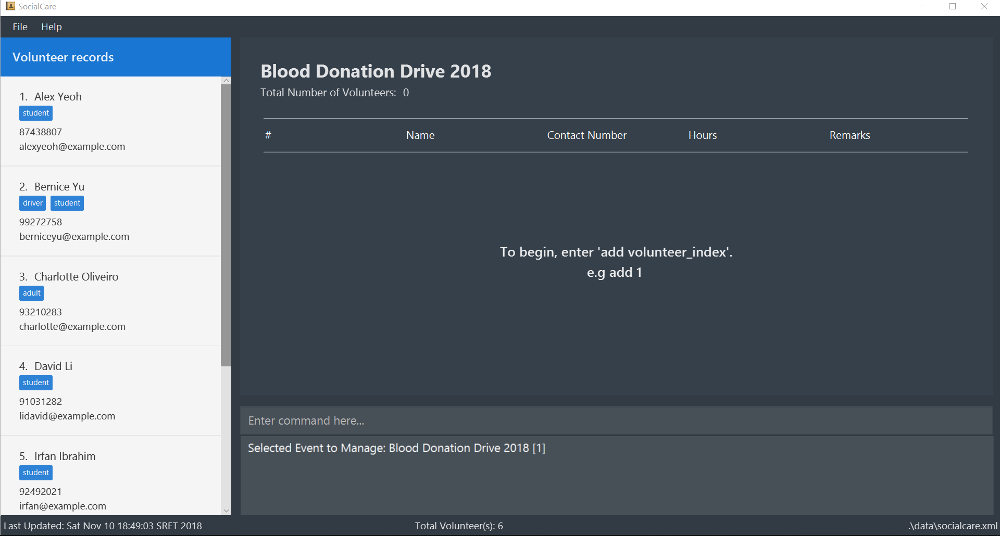 SocialCare
File Help
Volunteer records
1. Alex Yeoh
student
87438807
alexyeoh@example.com
2. Bernice Yu
driver student
99272758
berniceyu@example.com
3. Charlotte Oliveiro
adult
93210283
charlotte@example.com
4. David Li
student
91031282
lidavid@example.com
5. Irfan Ibrahim
student
92492021
irfan@example.com
Blood Donation Drive 2018
Total Number of Volunteers: 0
# Name Contact Number Hours Remarks
To begin, enter 'add volunteer_index'.
e.g add 1
Enter command here...
Selected Event to Manage: Blood Donation Drive 2018 [1]
Last Updated: Sat Nov 10 18:49:03 SRET 2018 Total Volunteer(s): 6 .\data\socialcare.xml